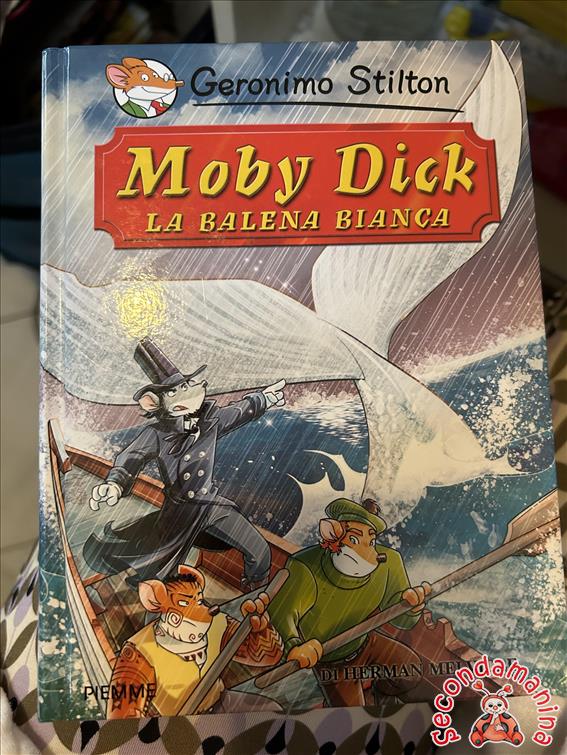 Geronimo Stilton
Moby Dick
LA BALENA BIANCA
DI HERMAN
PIEMME
secondamanina